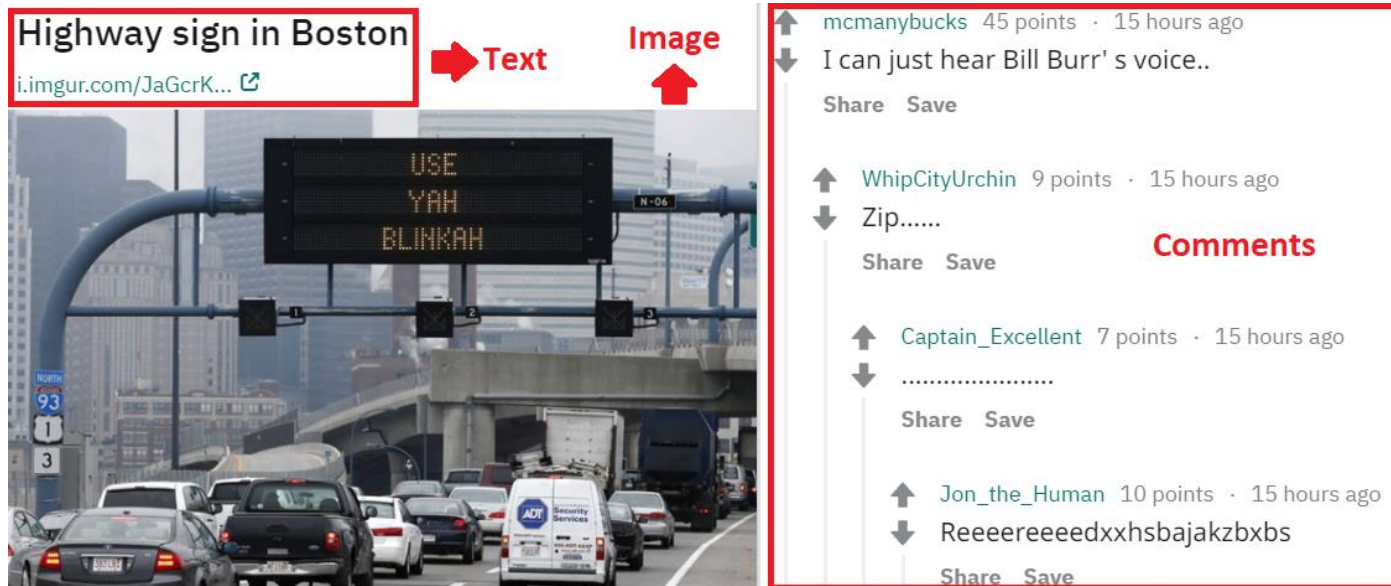 Highway sign in Boston
i.imgur.com/JaGcrK...
Text
Image
USE
YAH
BLINKAH
N-06
1
2
3
NORTH
93
1
3
ADT
Security
Services
mcmanybucks 45 points · 15 hours ago
I can just hear Bill Burr' s voice..
Share Save
WhipCityUrchin 9 points · 15 hours ago
Zip......
Share Save
Comments
Captain_Excellent 7 points · 15 hours ago
......................
Share Save
Jon_the_Human 10 points · 15 hours ago
Reeeereeeedxxhsbajakzbxbs
Share Save